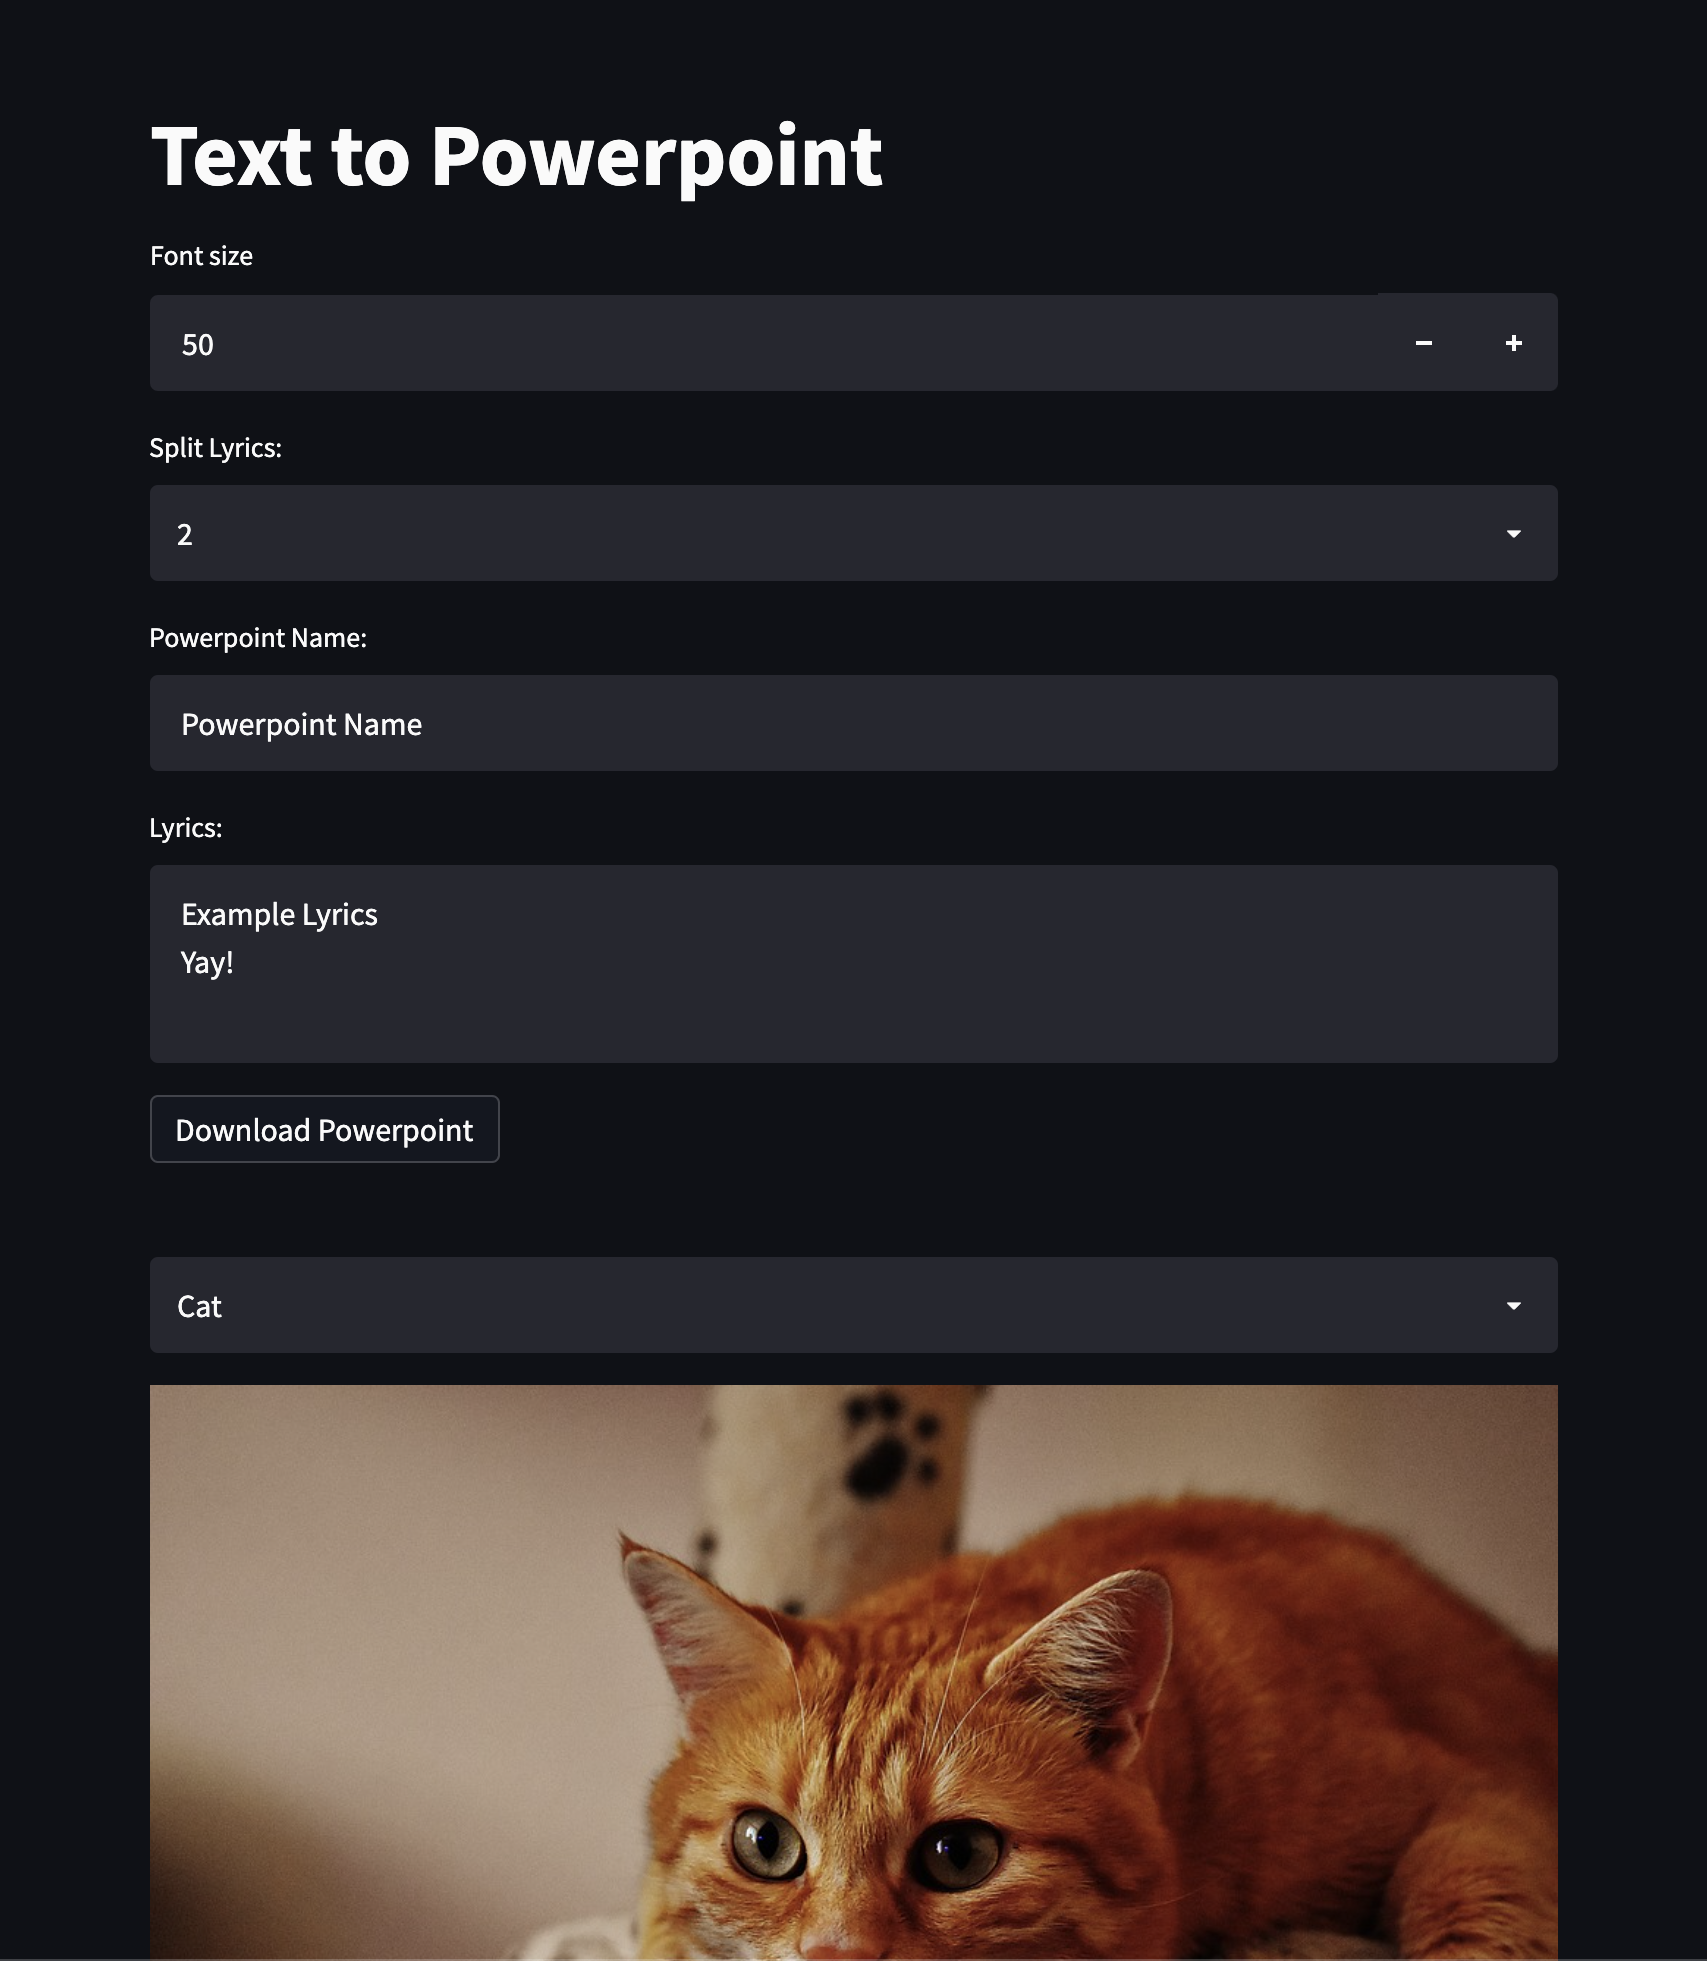 Text to Powerpoint
Font size
50
Split Lyrics:
2
Powerpoint Name:
Powerpoint Name
Lyrics:
Example Lyrics
Yay!
Download Powerpoint
Cat